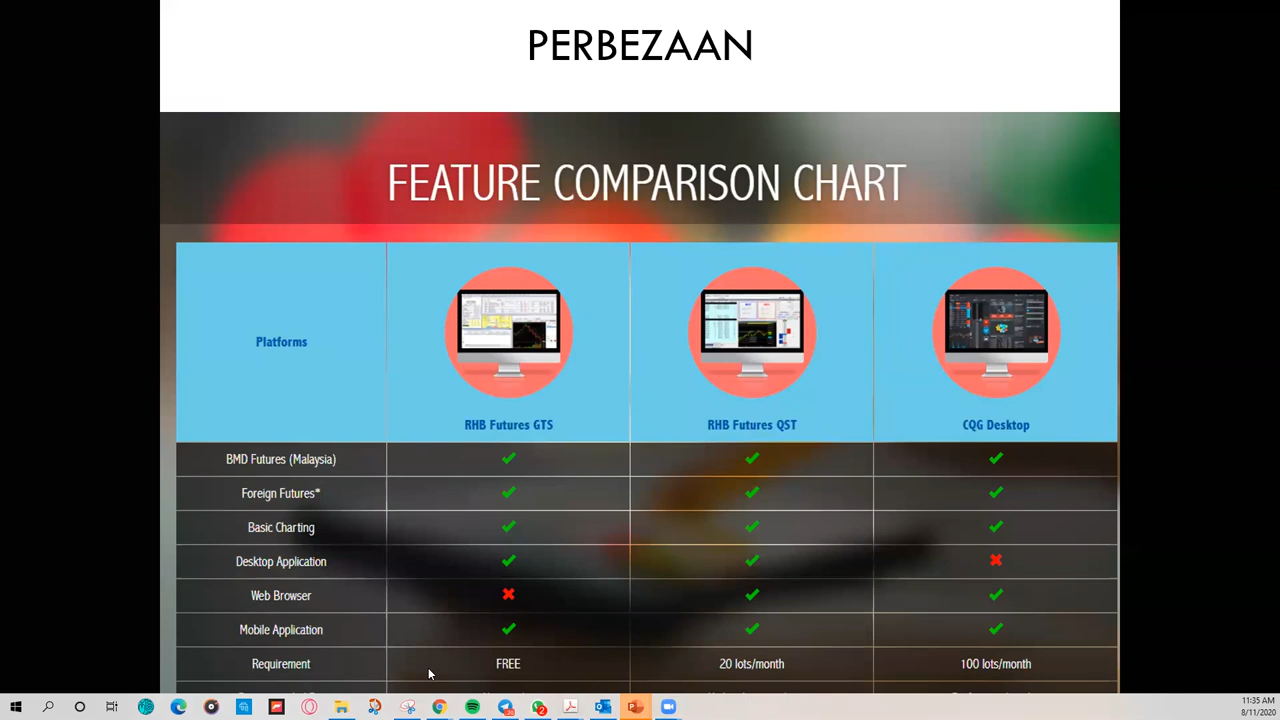 PERBEZAAN
FEATURE COMPARISON CHART
Platforms
RHB Futures GTS
RHB Futures QST
CQG Desktop
BMD Futures (Malaysia)
Foreign Futures*
Basic Charting
Desktop Application
Web Browser
Mobile Application
Requirement FREE 20 lots/month 100 lots/month
11:35 AM
8/11/2020